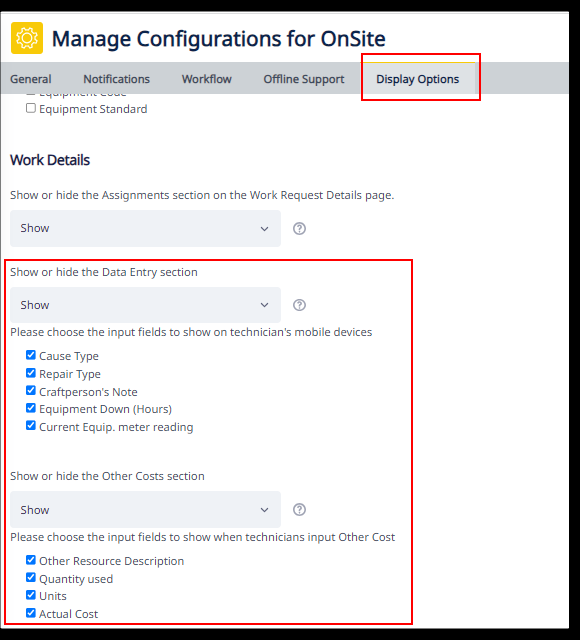 Manage Configurations for OnSite
General Notifications Workflow Offline Support Display Options
Equipment Code
Equipment Standard
Work Details
Show or hide the Assignments section on the Work Request Details page.
Show
Show or hide the Data Entry section
Show
Please choose the input fields to show on technician's mobile devices
Cause Type
Repair Type
Craftperson's Note
Equipment Down (Hours)
Current Equip. meter reading
Show or hide the Other Costs section
Show
Please choose the input fields to show when technicians input Other Cost
Other Resource Description
Quantity used
Units
Actual Cost